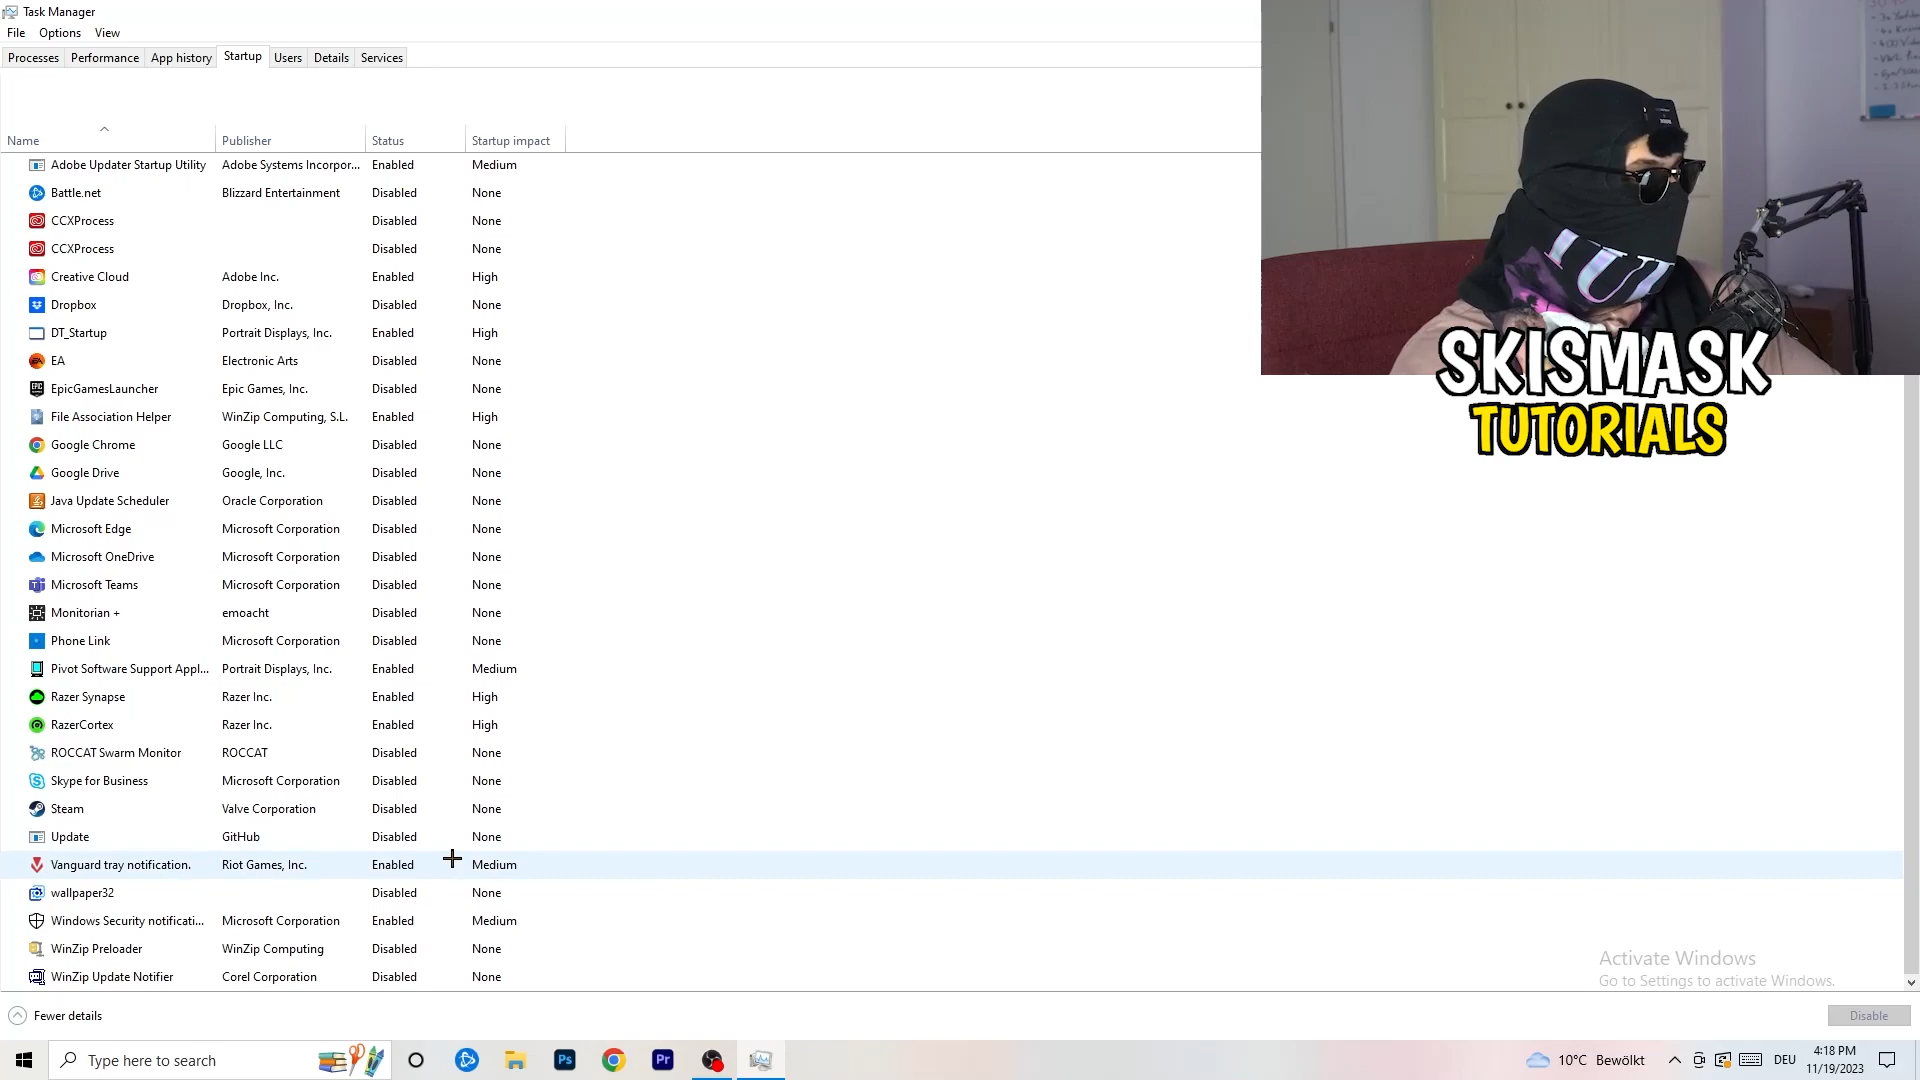 Task Manager
File Options View
Processes Performance App history Startup Users Details Services
Name Publisher Status Startup impact
Adobe Updater Startup Utility Adobe Systems Incorpor... Enabled Medium
Battle.net Blizzard Entertainment Disabled None
CCXProcess Disabled None
CCXProcess Disabled None
Creative Cloud Adobe Inc. Enabled High
Dropbox Dropbox, Inc. Disabled None
DT_Startup Portrait Displays, Inc. Enabled High
EA Electronic Arts Disabled None
EpicGamesLauncher Epic Games, Inc. Disabled None
File Association Helper WinZip Computing, S.L. Enabled High
Google Chrome Google LLC Disabled None
Google Drive Google, Inc. Disabled None
Java Update Scheduler Oracle Corporation Disabled None
Microsoft Edge Microsoft Corporation Disabled None
Microsoft OneDrive Microsoft Corporation Disabled None
Microsoft Teams Microsoft Corporation Disabled None
Monitorian + emoacht Disabled None
Phone Link Microsoft Corporation Disabled None
Pivot Software Support Appl... Portrait Displays, Inc. Enabled Medium
Razer Synapse Razer Inc. Enabled High
RazerCortex Razer Inc. Enabled High
ROCCAT Swarm Monitor ROCCAT Disabled None
Skype for Business Microsoft Corporation Disabled None
Steam Valve Corporation Disabled None
Update GitHub Disabled None
Vanguard tray notification. Riot Games, Inc. Enabled Medium
wallpaper32 Disabled None
Windows Security notificati... Microsoft Corporation Enabled Medium
WinZip Preloader WinZip Computing Disabled None
WinZip Update Notifier Corel Corporation Disabled None
SKISMASK
TUTORIALS
Activate Windows
Go to Settings to activate Windows.
Fewer details Disable
Type here to search
Ps
Pr
10°C Bewölkt
DEU
4:18 PM
11/19/2023